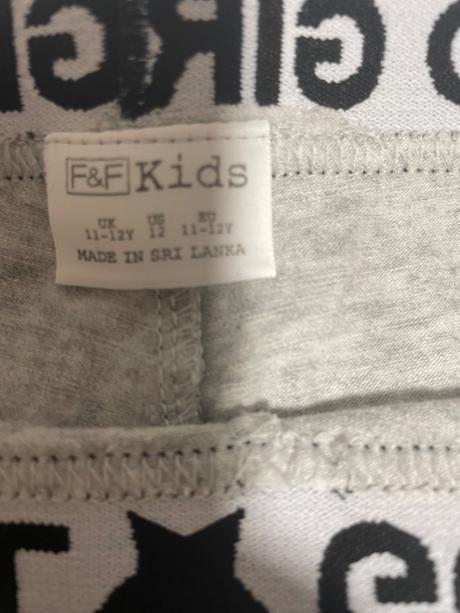 F&F Kids
UK US EU
11-12Y 12 11-12Y
MADE IN SRI LANKA